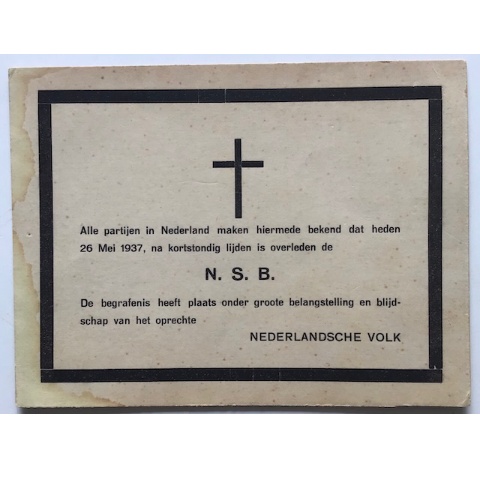 Alle partijen in Nederland maken hiermede bekend dat heden
26 Mei 1937, na kortstondig lijden is overleden de
N. S. B.
De begrafenis heeft plaats onder groote belangstelling en blijd-
schap van het oprechte
NEDERLANDSCHE VOLK